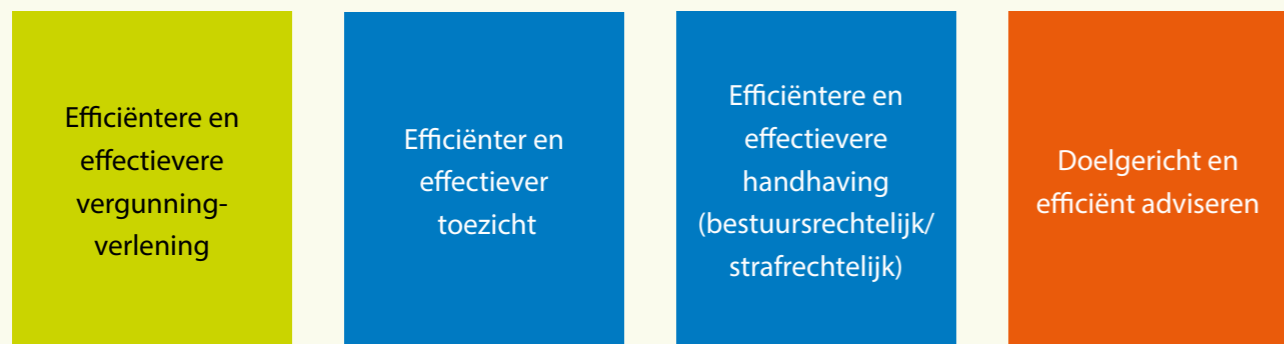 Efficiëntere en
effectievere
vergunning-
verlening
Efficiënter en
effectiever
toezicht
Efficiëntere en
effectievere
handhaving
(bestuursrechtelijk/
strafrechtelijk)
Doelgericht en
efficiënt adviseren